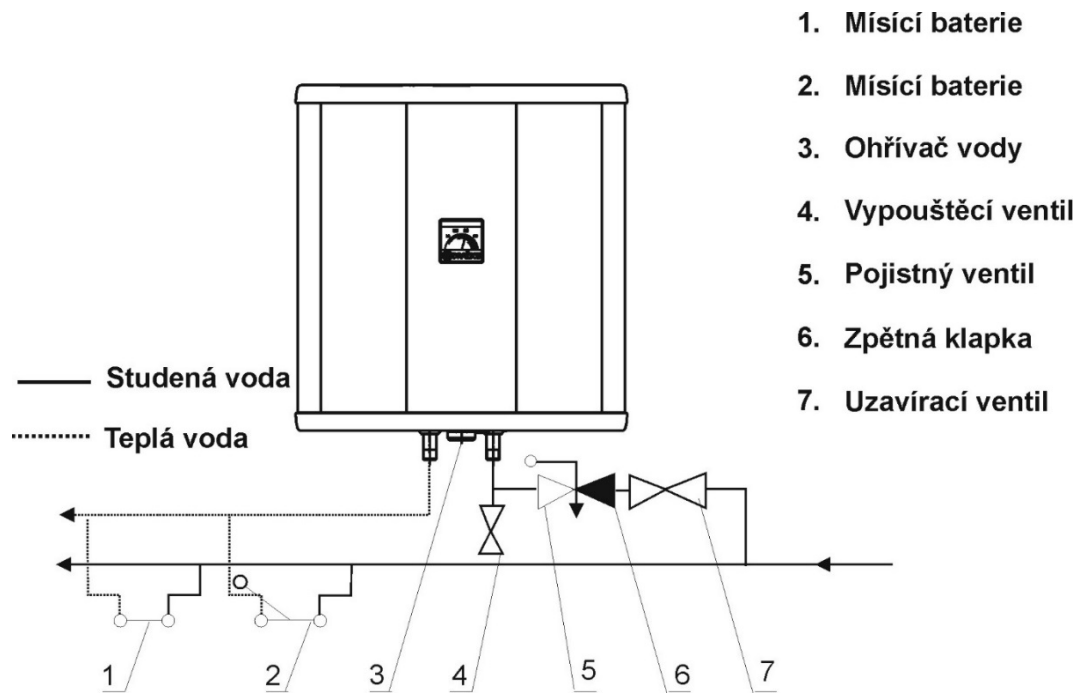 1. Mísící baterie
2. Mísící baterie
3. Ohřívač vody
4. Vypouštěcí ventil
5. Pojistný ventil
6. Zpětná klapka
7. Uzavírací ventil
Studená voda
Teplá voda
1 2 3 4 5 6 7